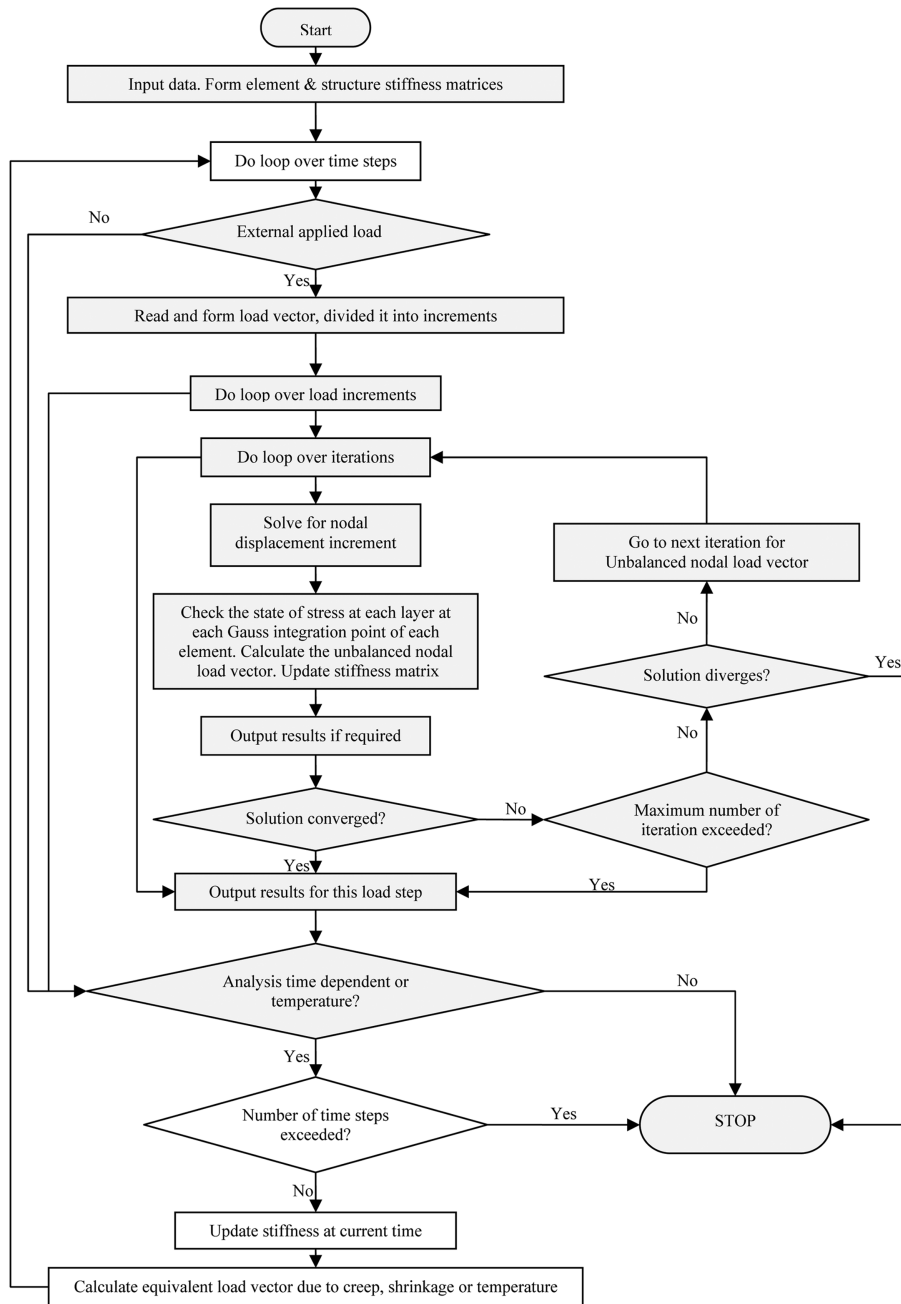 Start
Input data. Form element & structure stiffness matrices
Do loop over time steps
No
External applied load
Yes
Read and form load vector, divided it into increments
Do loop over load increments
Do loop over iterations
Solve for nodal
displacement increment
Go to next iteration for
Unbalanced nodal load vector
Check the state of stress at each layer at
each Gauss integration point of each
element. Calculate the unbalanced nodal
load vector. Update stiffness matrix
No
Solution diverges?
Yes
Output results if required
No
Solution converged?
No
Maximum number of
iteration exceeded?
Yes
Yes
Output results for this load step
Analysis time dependent or
temperature?
No
Yes
Number of time steps
exceeded?
Yes
STOP
No
Update stiffness at current time
Calculate equivalent load vector due to creep, shrinkage or temperature